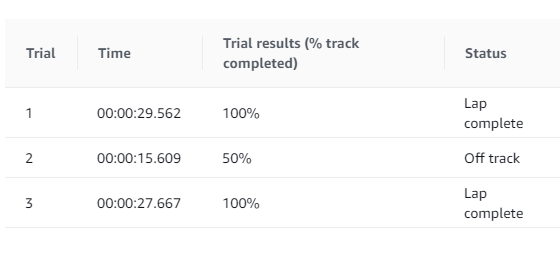 Trial Time Trial results (% track completed) Status
1 00:00:29.562 100% Lap complete
2 00:00:15.609 50% Off track
3 00:00:27.667 100% Lap complete